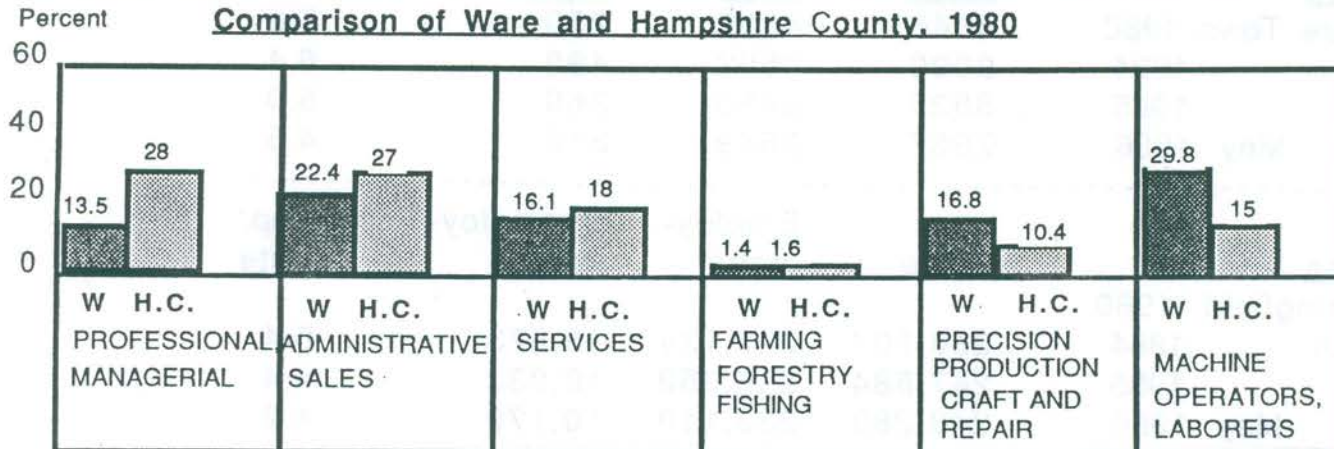 Percent
Comparison of Ware and Hampshire County, 1980
60
40
20
0
13.5 28
22.4 27
16.1 18
1.4 1.6
16.8 10.4
29.8 15
W H.C. W H.C. W H.C. W H.C. W H.C. W H.C.
PROFESSIONAL
MANAGERIAL
ADMINISTRATIVE
SALES
SERVICES
FARMING
FORESTRY
FISHING
PRECISION
PRODUCTION
CRAFT AND
REPAIR
MACHINE
OPERATORS,
LABORERS